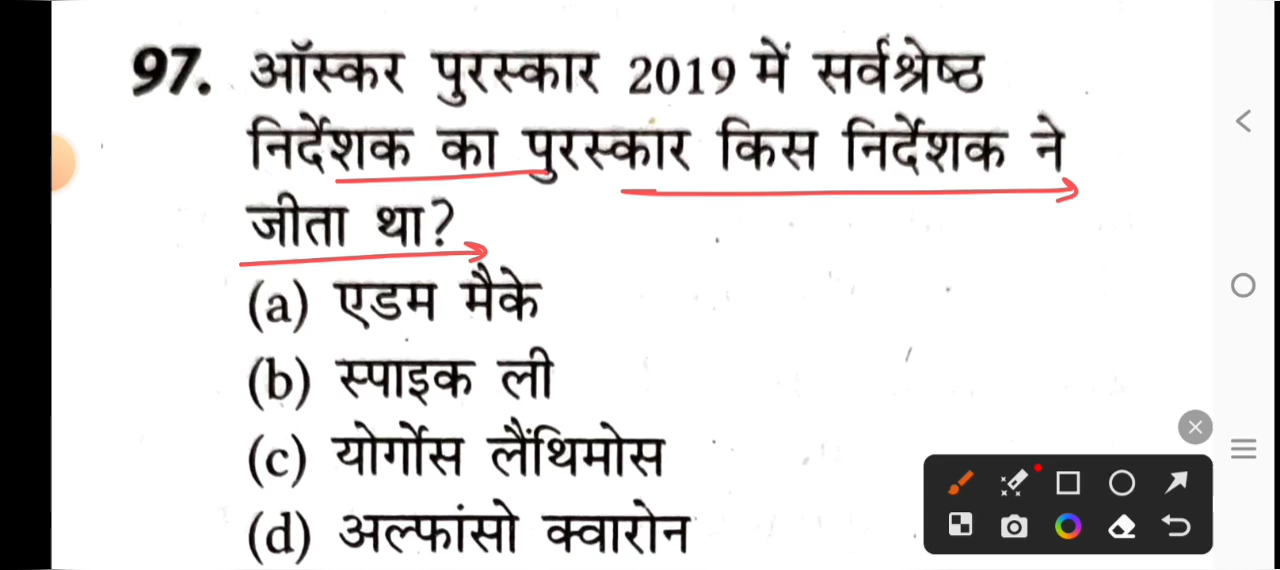 97. ऑस्कर पुरस्कार 2019 में सर्वश्रेष्ठ
निर्देशक का पुरस्कार किस निर्देशक ने
जीता था?
(a) एडम मैके
(b) स्पाइक ली
(c) योर्गोस लैंथिमोस
(d) अल्फांसो क्वारोन